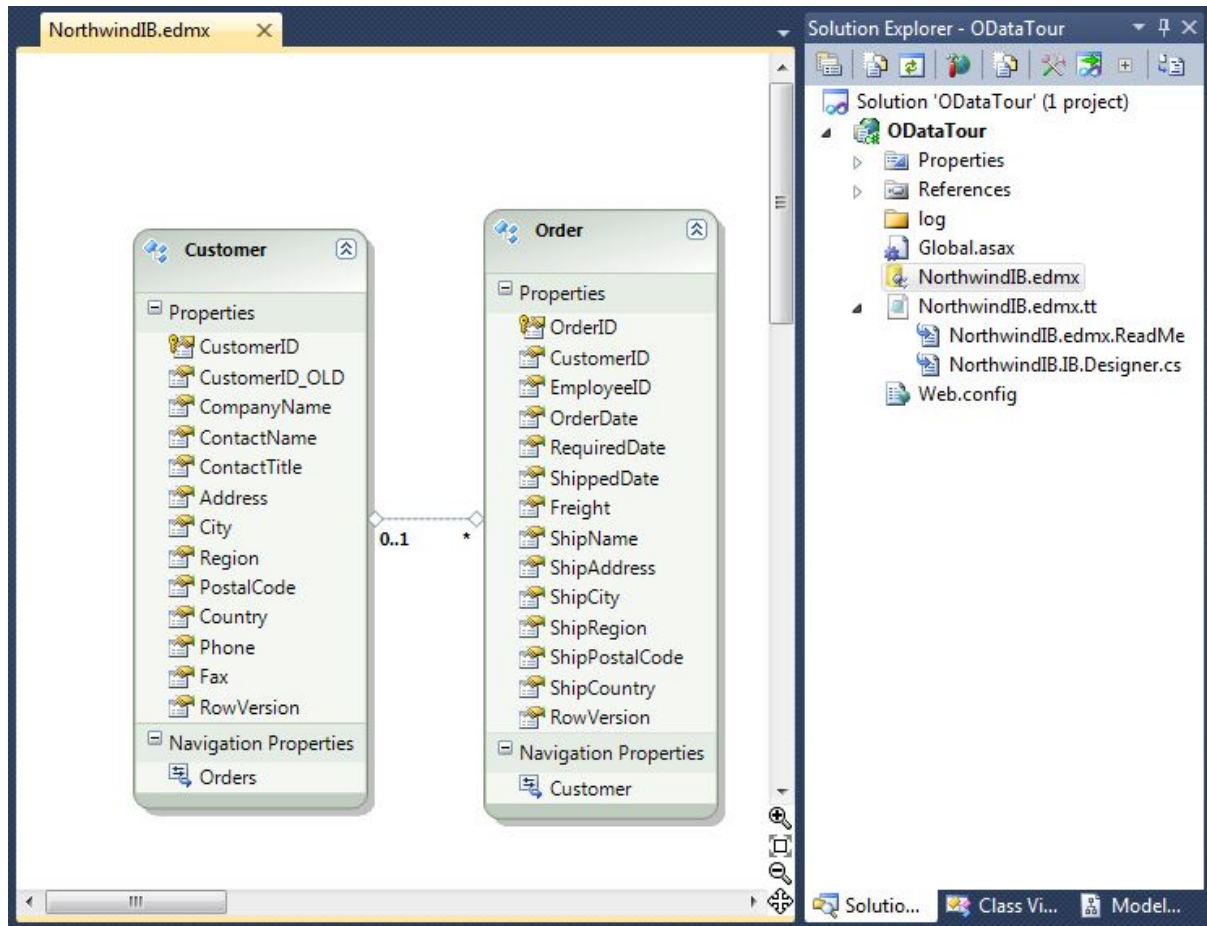 NorthwindIB.edmx
Customer
Properties
CustomerID
CustomerID_OLD
CompanyName
ContactName
ContactTitle
Address
City
Region
PostalCode
Country
Phone
Fax
RowVersion
Navigation Properties
Orders
0..1 *
Order
Properties
OrderID
CustomerID
EmployeeID
OrderDate
RequiredDate
ShippedDate
Freight
ShipName
ShipAddress
ShipCity
ShipRegion
ShipPostalCode
ShipCountry
RowVersion
Navigation Properties
Customer
Solution Explorer - ODataTour
Solution 'ODataTour' (1 project)
ODataTour
Properties
References
log
Global.asax
NorthwindIB.edmx
NorthwindIB.edmx.tt
NorthwindIB.edmx.ReadMe
NorthwindIB.IB.Designer.cs
Web.config
Solutio... Class Vi... Model...